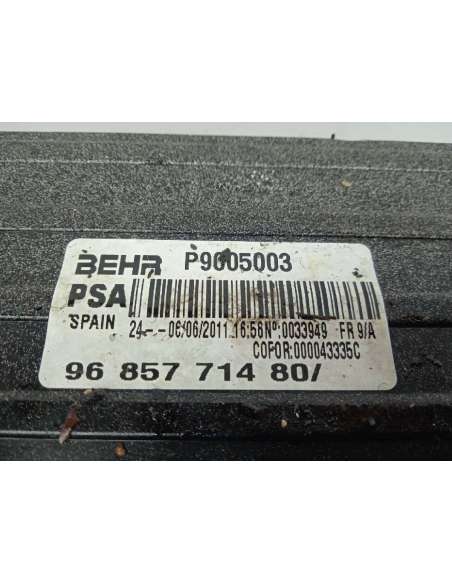 BEHR P9005003
PSA
SPAIN 24-- -06/06/2011 16:56 Nº:0033949 FR 9/A
COFOR:000043335C
96 857 714 80/